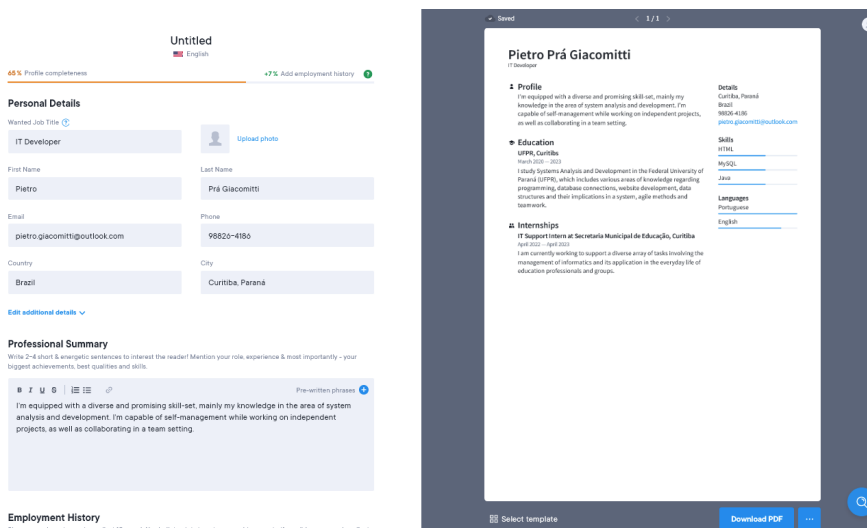 Untitled
English
65% Profile completeness
+7% Add employment history
Personal Details
Wanted Job Title
IT Developer
Upload photo
First Name
Last Name
Pietro
Prá Giacomitti
Email
Phone
pietro.giacomitti@outlook.com
98826-4186
Country
City
Brazil
Curitiba, Paraná
Edit additional details
Professional Summary
Write 2-4 short & energetic sentences to interest the reader! Mention your role, experience & most importantly - your
biggest achievements, best qualities and skills.
B I U S
Pre-written phrases
I'm equipped with a diverse and promising skill-set, mainly my knowledge in the area of system
analysis and development. I'm capable of self-management while working on independent
projects, as well as collaborating in a team setting.
Employment History
Saved
1 / 1
Pietro Prá Giacomitti
IT Developer
Profile
I'm equipped with a diverse and promising skill-set, mainly my
knowledge in the area of system analysis and development. I'm
capable of self-management while working on independent projects,
as well as collaborating in a team setting.
Education
UFPR, Curitiba
March 2020 — 2023
I study Systems Analysis and Development in the Federal University of
Paraná (UFPR), which includes various areas of knowledge regarding
programming, database connections, website development, data
structures and their implications in a system, agile methods and
teamwork.
Internships
IT Support Intern at Secretaria Municipal de Educação, Curitiba
April 2022 — April 2023
I am currently working to support a diverse array of tasks involving the
management of informatics and its application in the everyday life of
education professionals and groups.
Details
Curitiba, Paraná
Brazil
98826-4186
pietro.giacomitti@outlook.com
Skills
HTML
MySQL
Java
Languages
Portuguese
English
Select template
Download PDF